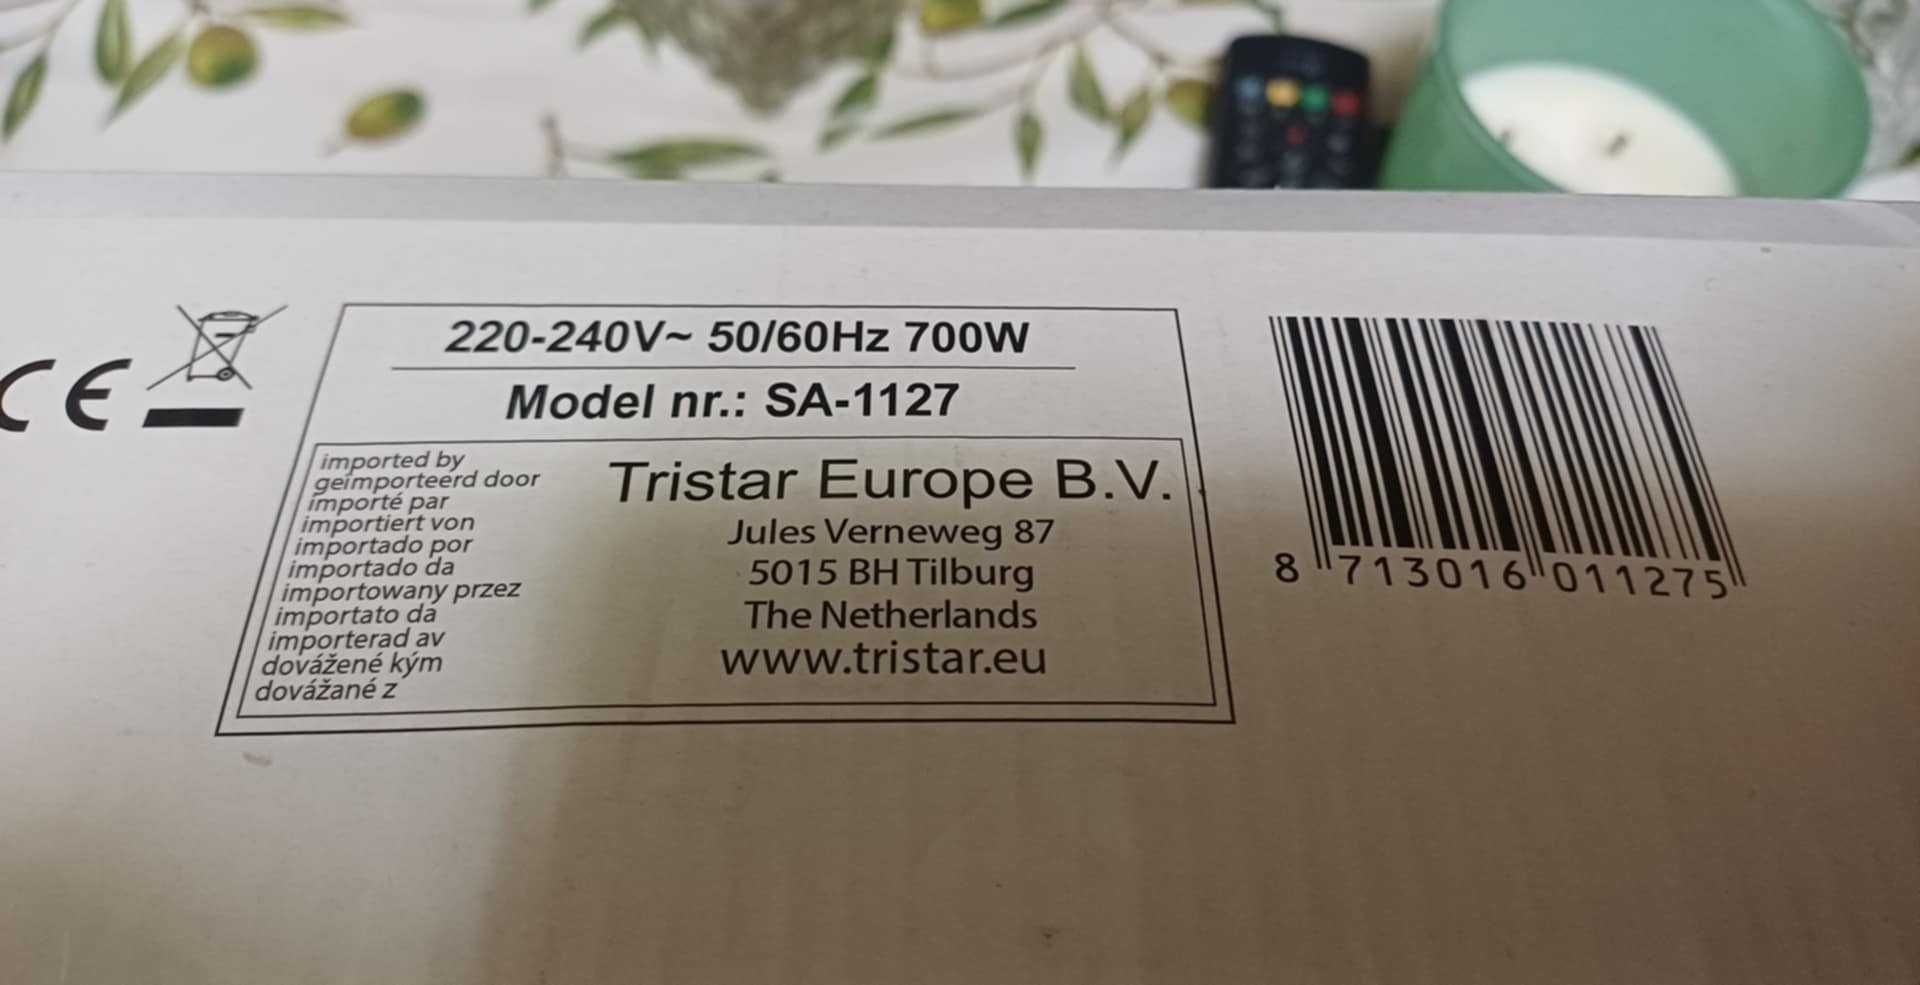 CE
220-240V~ 50/60Hz 700W
Model nr.: SA-1127
imported by
geïmporteerd door
importé par
importiert von
importado por
importado da
importowany przez
importato da
importerad av
dovážené kým
dovážané z
Tristar Europe B.V.
Jules Verneweg 87
5015 BH Tilburg
The Netherlands
www.tristar.eu
8 713016 011275